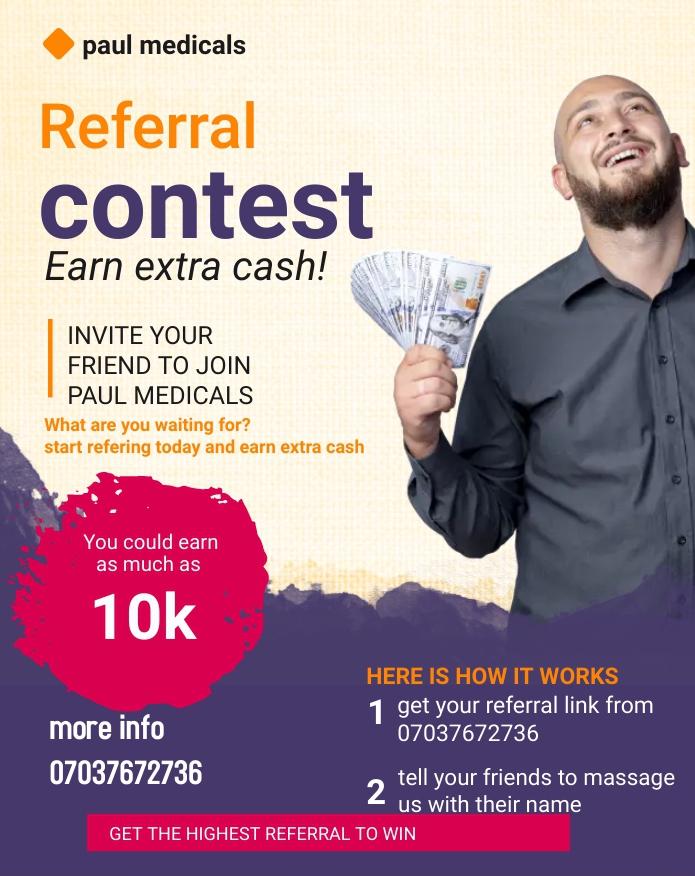 paul medicals
Referral
contest
Earn extra cash!
INVITE YOUR
FRIEND TO JOIN
PAUL MEDICALS
What are you waiting for?
start refering today and earn extra cash
You could earn
as much as
10k
more info
07037672736
HERE IS HOW IT WORKS
1 get your referral link from
07037672736
2 tell your friends to massage
us with their name
GET THE HIGHEST REFERRAL TO WIN